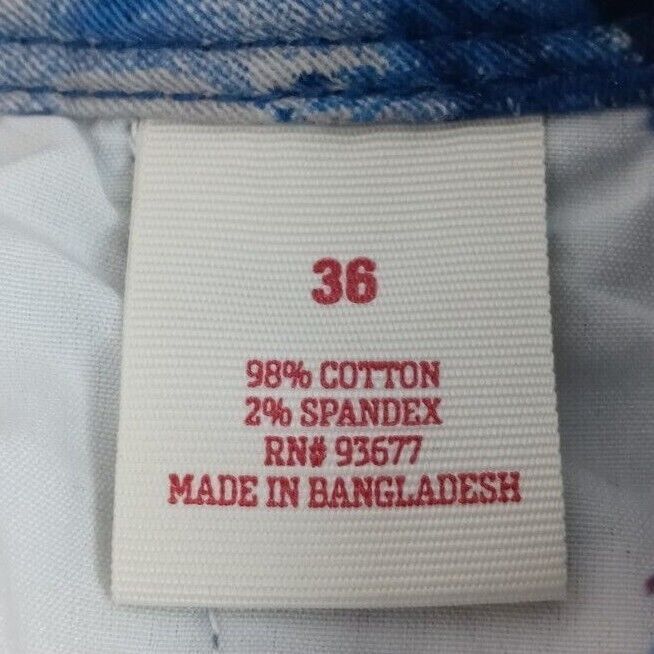 36
98% COTTON
2% SPANDEX
RN# 93677
MADE IN BANGLADESH